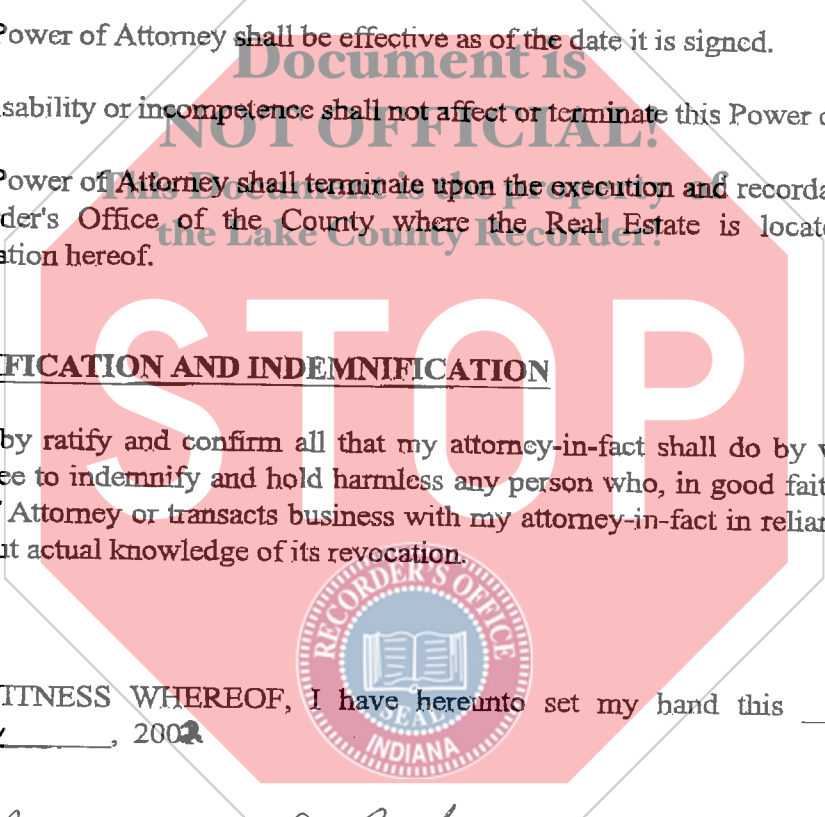 Power of Attorney shall be effective as of the date it is signed.
Document is
sability or incompetence shall not affect or terminate this Power
NOT OFFICIAL!
Power of Attorney shall terminate upon the execution and recorda
This Document is the property of
der's Office of the County where the Real Estate is locat
the Lake County Recorder!
ation hereof.
STOP
FICATION AND INDEMNIFICATION
by ratify and confirm all that my attorney-in-fact shall do by
ee to indemnify and hold harmless any person who, in good fait
Attorney or transacts business with my attorney-in-fact in relian
ut actual knowledge of its revocation.
RECORDER'S OFFICE
ITNESS WHEREOF, I have hereunto set my hand this
SEAL
, 2002
INDIANA